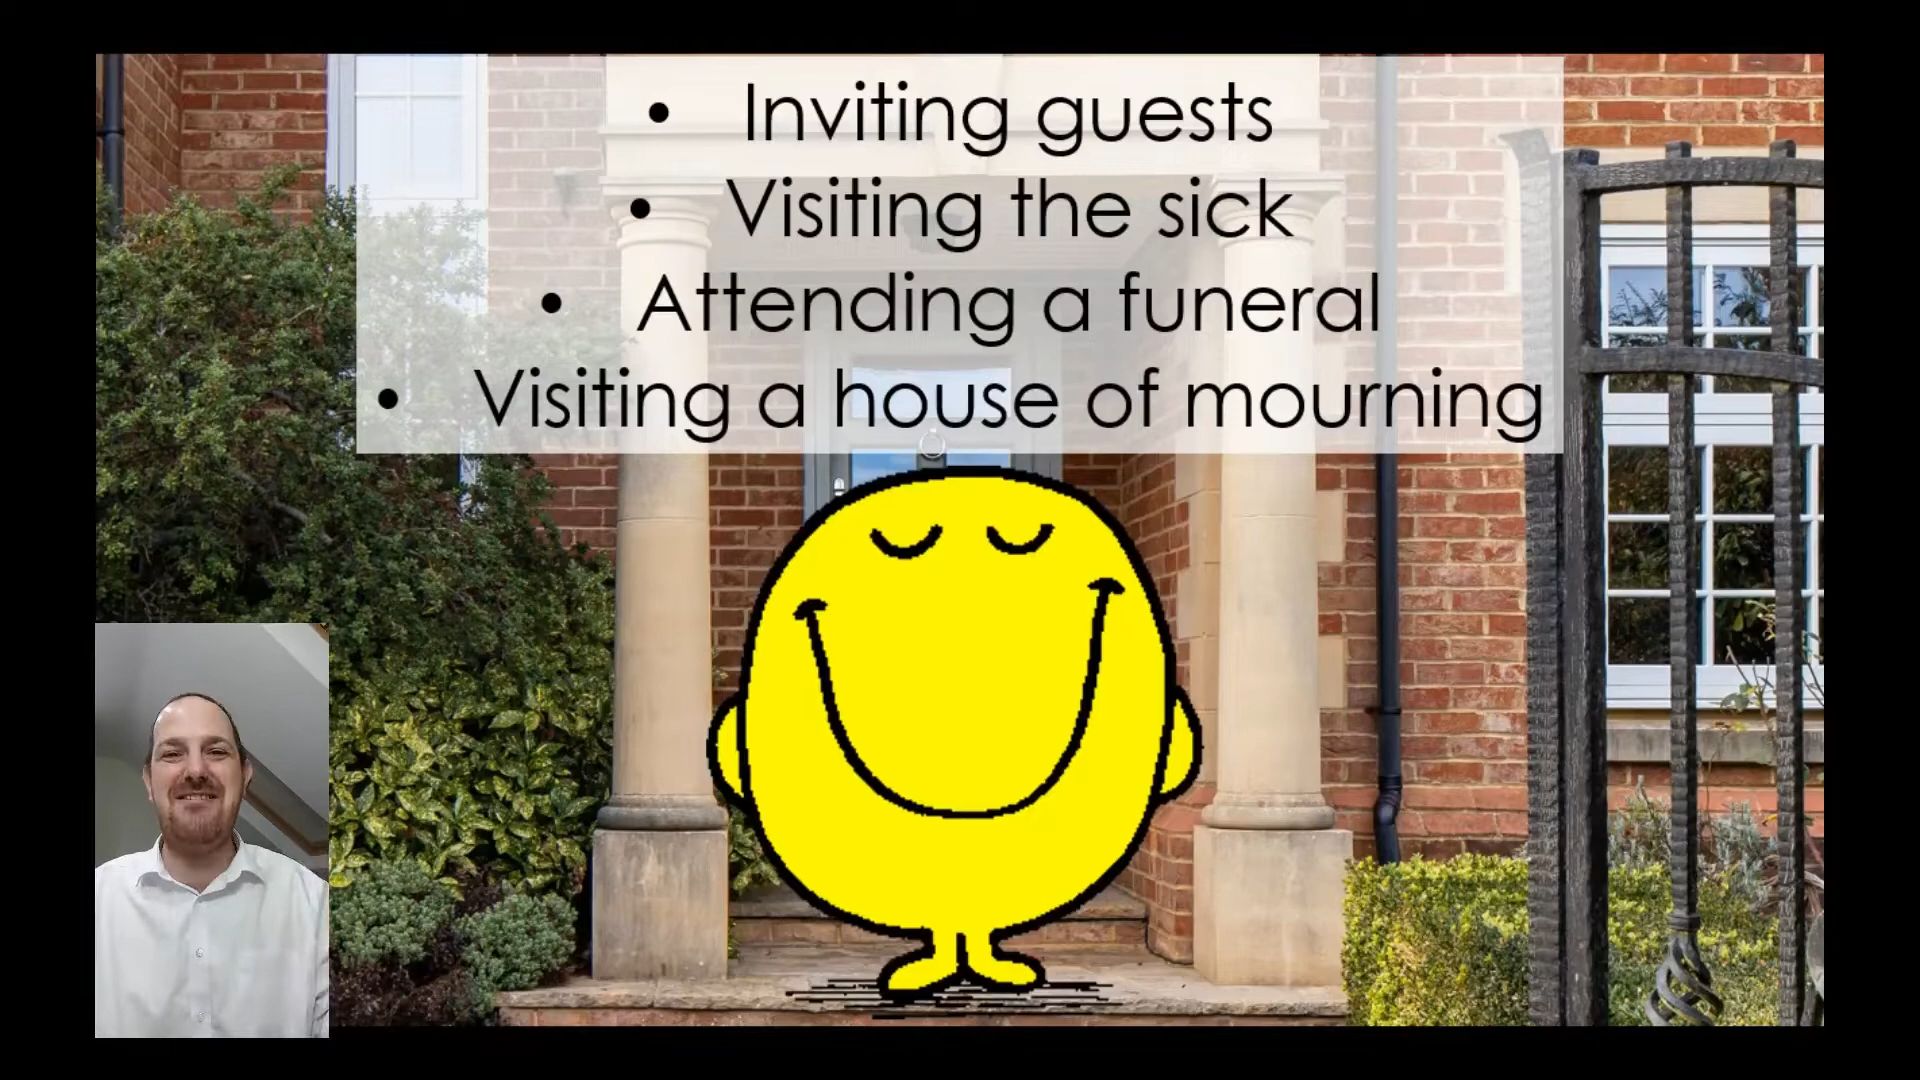 • Inviting guests
• Visiting the sick
• Attending a funeral
• Visiting a house of mourning